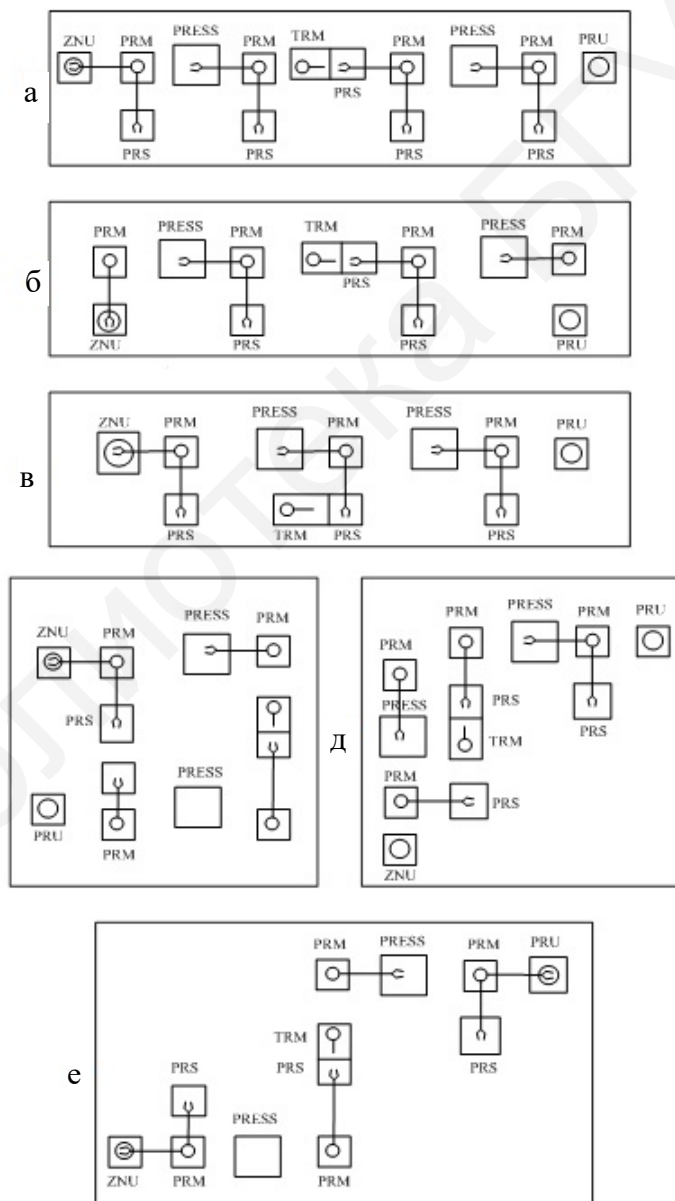 ZNU PRM PRESS PRM TRM PRM PRESS PRM PRU
а
PRS
PRS PRS PRS PRS
PRM PRESS PRM TRM PRM PRESS PRM
б
PRS
ZNU PRS PRS PRU
ZNU PRM PRESS PRM PRESS PRM PRU
в
PRS TRM PRS PRS
ZNU PRM PRESS PRM
PRS
PRESS
PRU
PRM
д
PRM PRM PRESS PRM PRU
PRESS PRS
PRS
TRM
PRM
PRS
ZNU
е
PRM PRESS PRM PRU
TRM
PRS PRS PRS
PRESS
ZNU PRM PRM